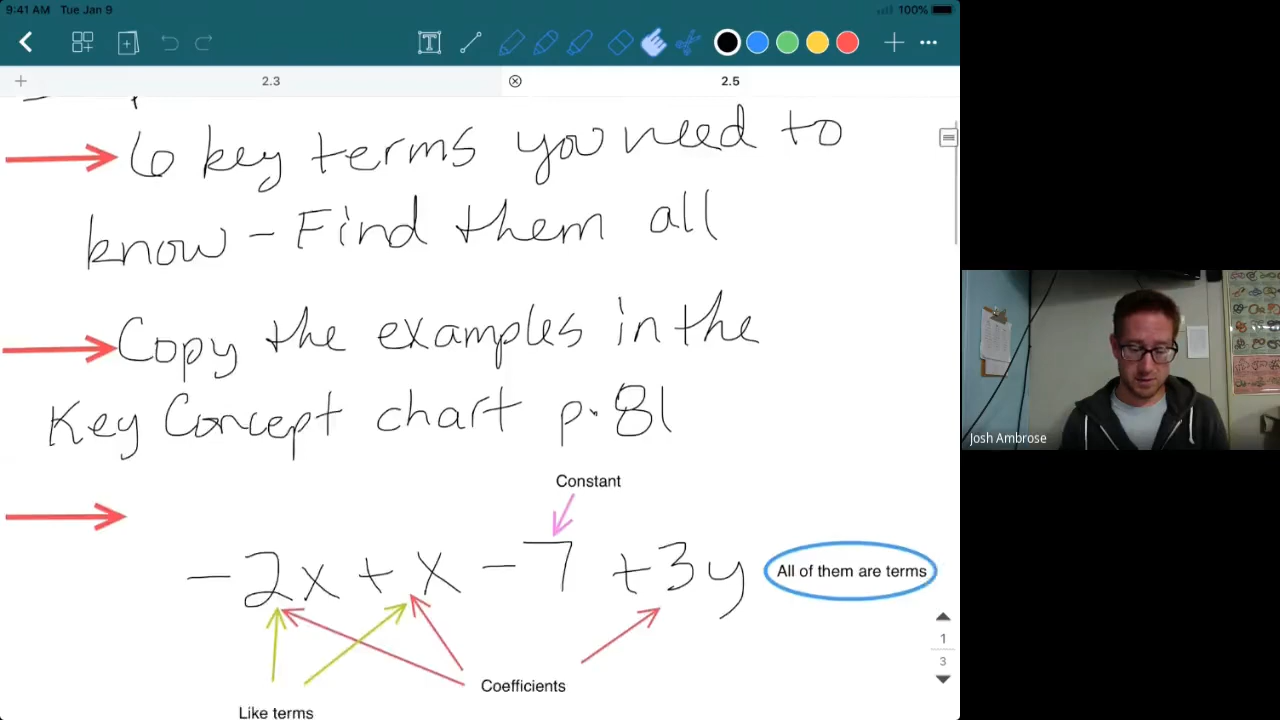 9:41 AM Tue Jan 9
100%
2.3
2.5
6 key terms you need to
know - Find them all
Copy the examples in the
Key Concept chart p. 81
Constant
-2x + x - 7 + 3y
All of them are terms
Coefficients
Like terms
1
3
Josh Ambrose